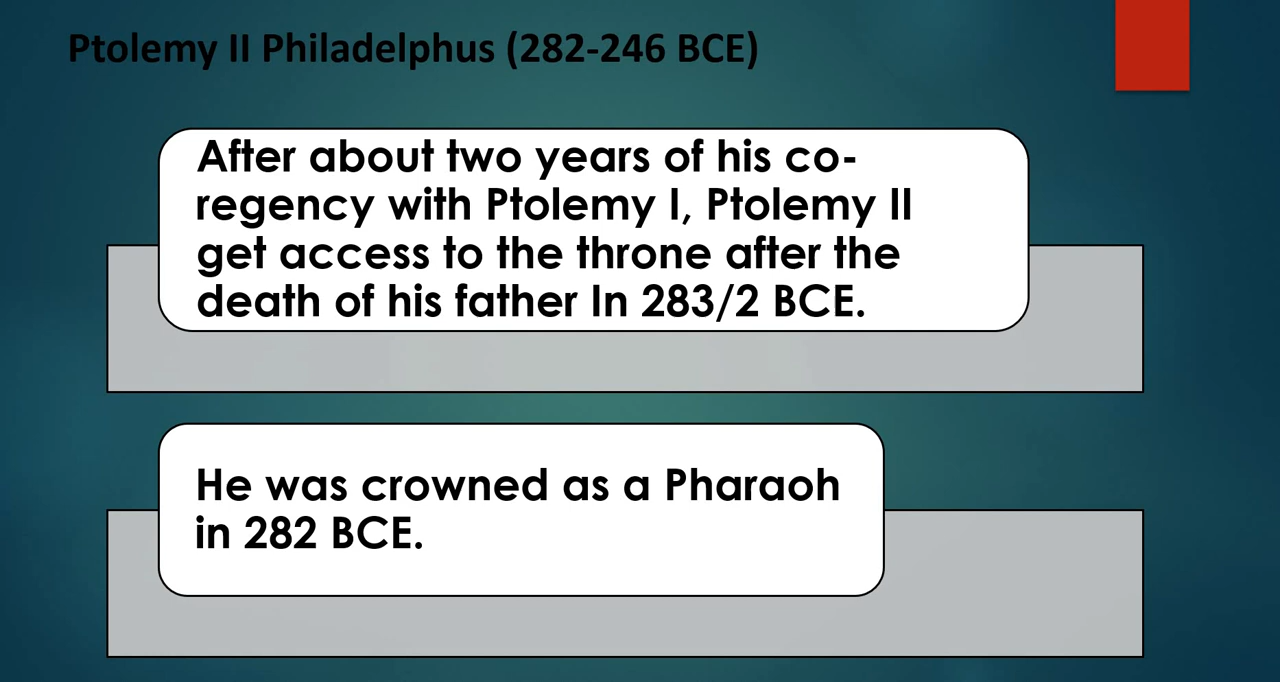 Ptolemy II Philadelphus (282-246 BCE)
After about two years of his co-
regency with Ptolemy I, Ptolemy II
get access to the throne after the
death of his father In 283/2 BCE.
He was crowned as a Pharaoh
in 282 BCE.